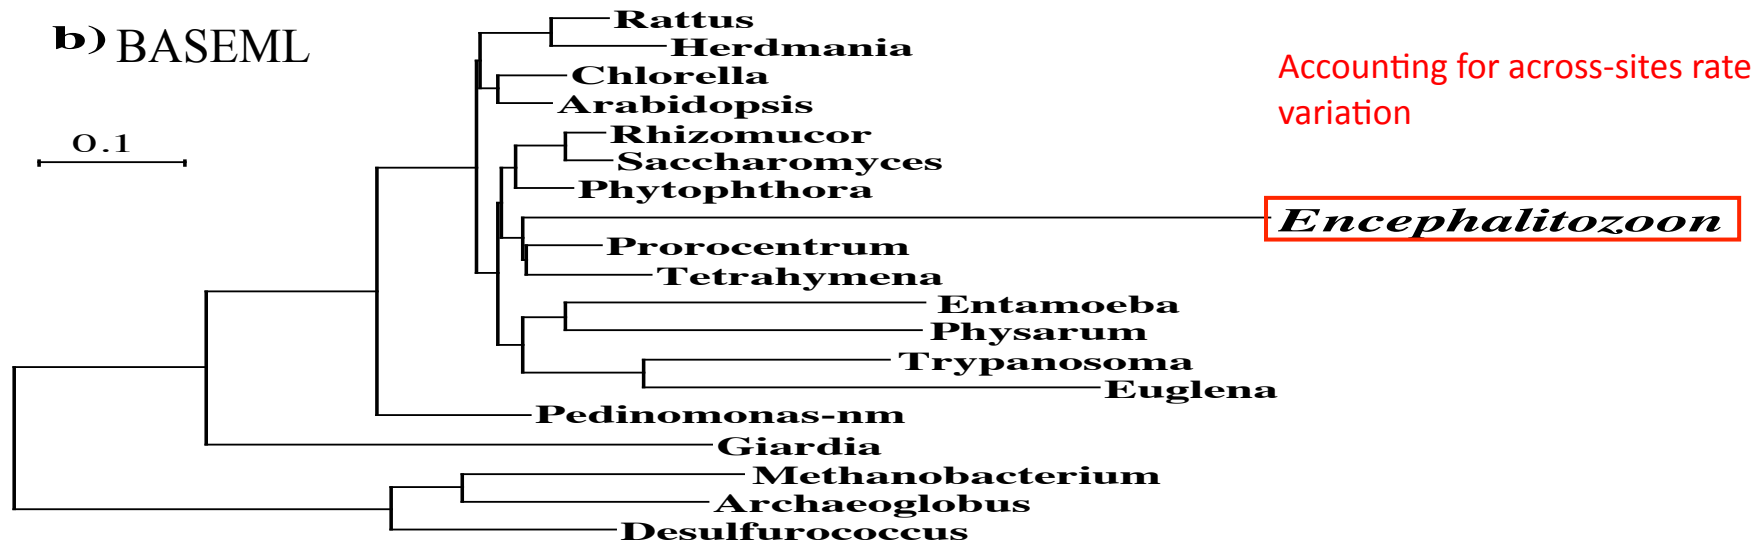 b) BASEML
0.1
Accounting for across-sites rate
variation
Rattus
Herdmania
Chlorella
Arabidopsis
Rhizomucor
Saccharomyces
Phytophthora
Encephalitozoon
Prorocentrum
Tetrahymena
Entamoeba
Physarum
Trypanosoma
Euglena
Pedinomonas-nm
Giardia
Methanobacterium
Archaeoglobus
Desulfurococcus